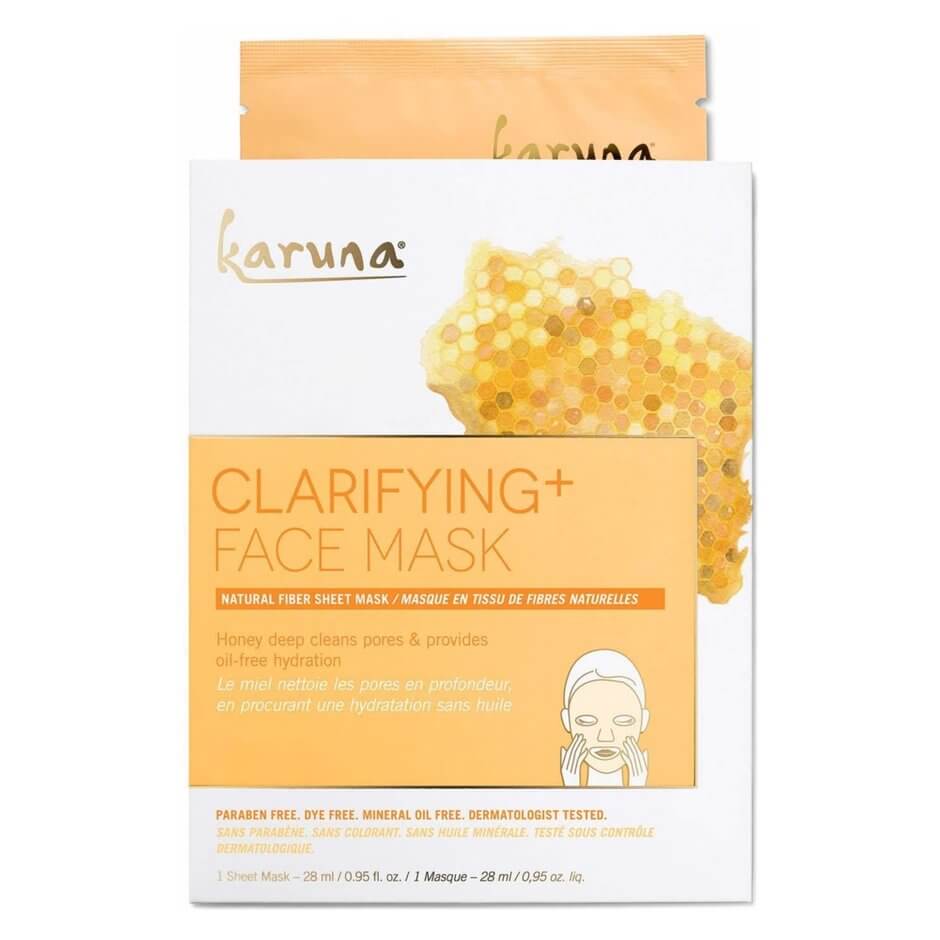 karuna
karuna®
CLARIFYING+
FACE MASK
NATURAL FIBER SHEET MASK / MASQUE EN TISSU DE FIBRES NATURELLES
Honey deep cleans pores & provides
oil-free hydration
Le miel nettoie les pores en profondeur,
en procurant une hydratation sans huile
PARABEN FREE. DYE FREE. MINERAL OIL FREE. DERMATOLOGIST TESTED.
SANS PARABÈNE. SANS COLORANT. SANS HUILE MINÉRALE. TESTÉ SOUS CONTRÔLE
DERMATOLOGIQUE.
1 Sheet Mask – 28 ml / 0.95 fl. oz. / 1 Masque – 28 ml / 0,95 oz. liq.